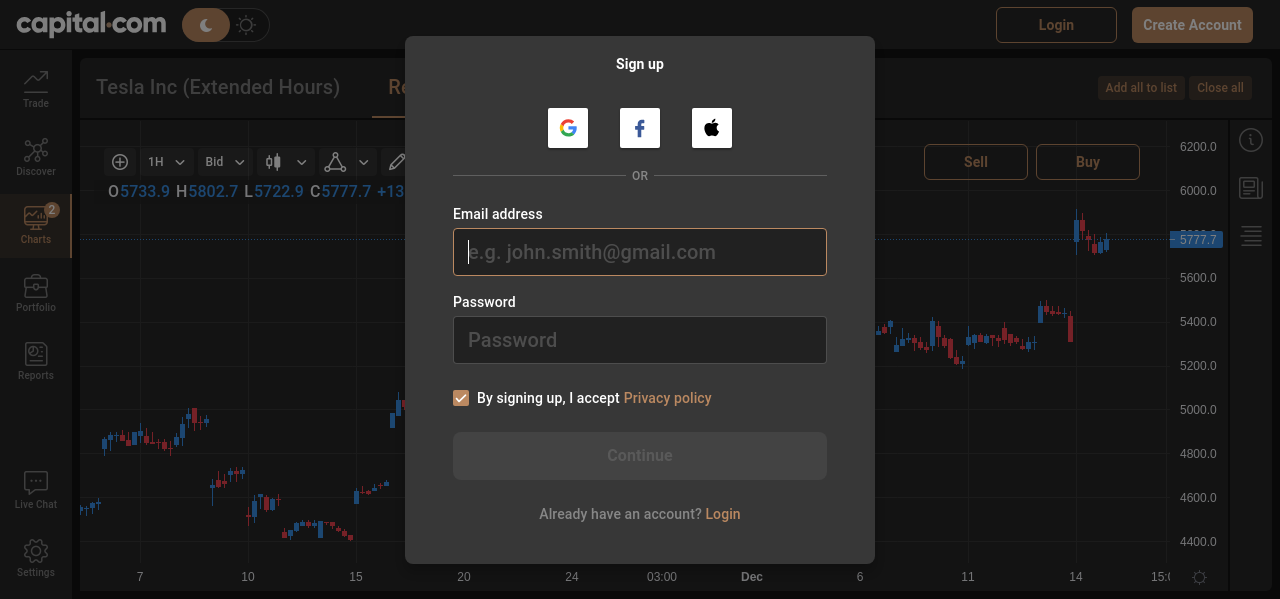 capital.com
Login
Create Account
Sign up
Tesla Inc (Extended Hours)
Add all to list
Close all
Trade
Discover
Charts
2
Portfolio
Reports
Live Chat
Settings
1H
Bid
Sell
Buy
O5733.9 H5802.7 L5722.9 C5777.7 +13
OR
Email address
e.g. john.smith@gmail.com
Password
Password
By signing up, I accept Privacy policy
Continue
Already have an account? Login
6200.0
6000.0
5777.7
5600.0
5400.0
5200.0
5000.0
4800.0
4600.0
4400.0
7
10
15
20
24
03:00
Dec
6
11
14